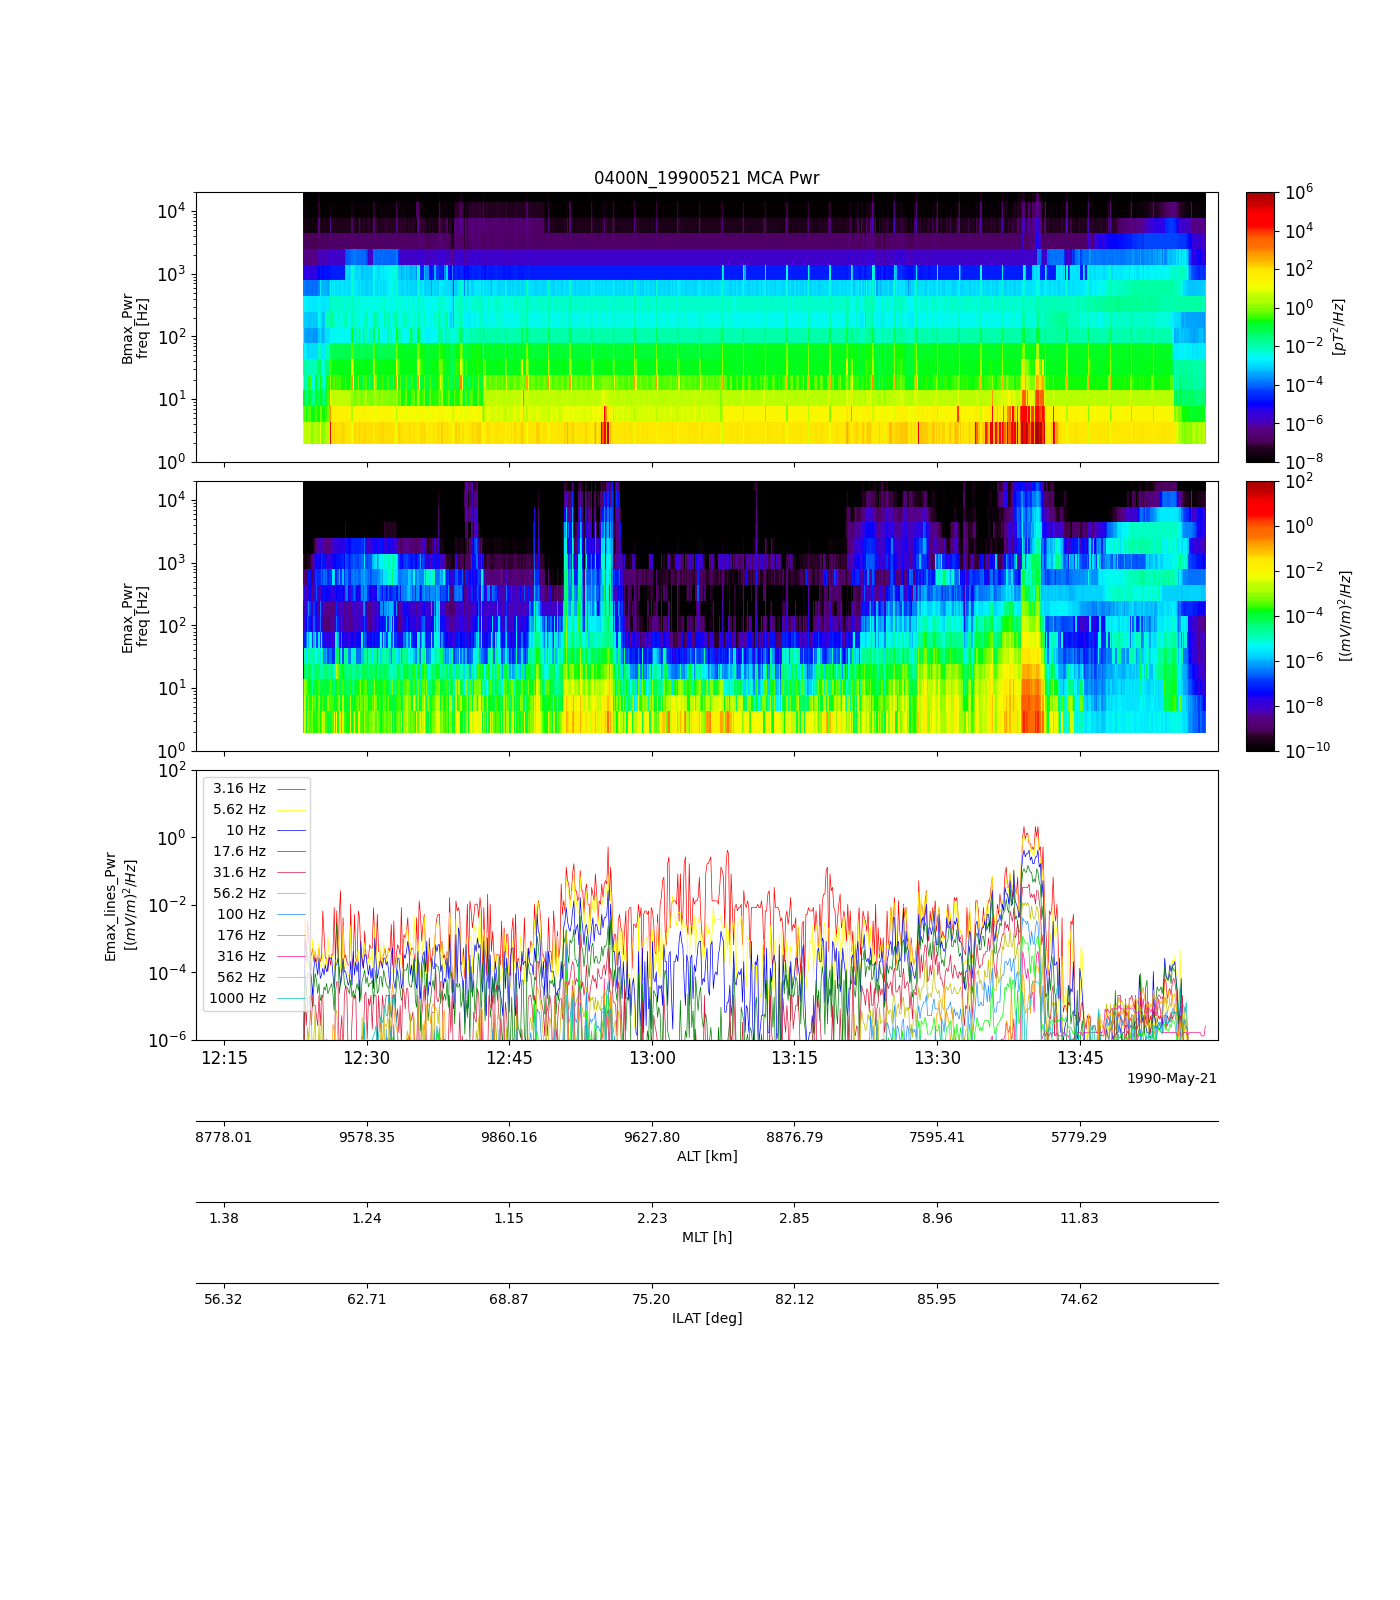 0400N_19900521 MCA Pwr
10^4
10^3
10^2
10^1
10^0
Bmax_Pwr
freq [Hz]
10^6
10^4
10^2
10^0
10^−2
10^−4
10^−6
10^−8
[pT^2/Hz]
10^4
10^3
10^2
10^1
10^0
Emax_Pwr
freq [Hz]
10^2
10^0
10^−2
10^−4
10^−6
10^−8
10^−10
[(mV/m)^2/Hz]
10^2
10^0
10^−2
10^−4
10^−6
Emax_lines_Pwr
[(mV/m)^2/Hz]
3.16 Hz
5.62 Hz
10 Hz
17.6 Hz
31.6 Hz
56.2 Hz
100 Hz
176 Hz
316 Hz
562 Hz
1000 Hz
12:15 12:30 12:45 13:00 13:15 13:30 13:45
1990-May-21
8778.01 9578.35 9860.16 9627.80 8876.79 7595.41 5779.29
ALT [km]
1.38 1.24 1.15 2.23 2.85 8.96 11.83
MLT [h]
56.32 62.71 68.87 75.20 82.12 85.95 74.62
ILAT [deg]